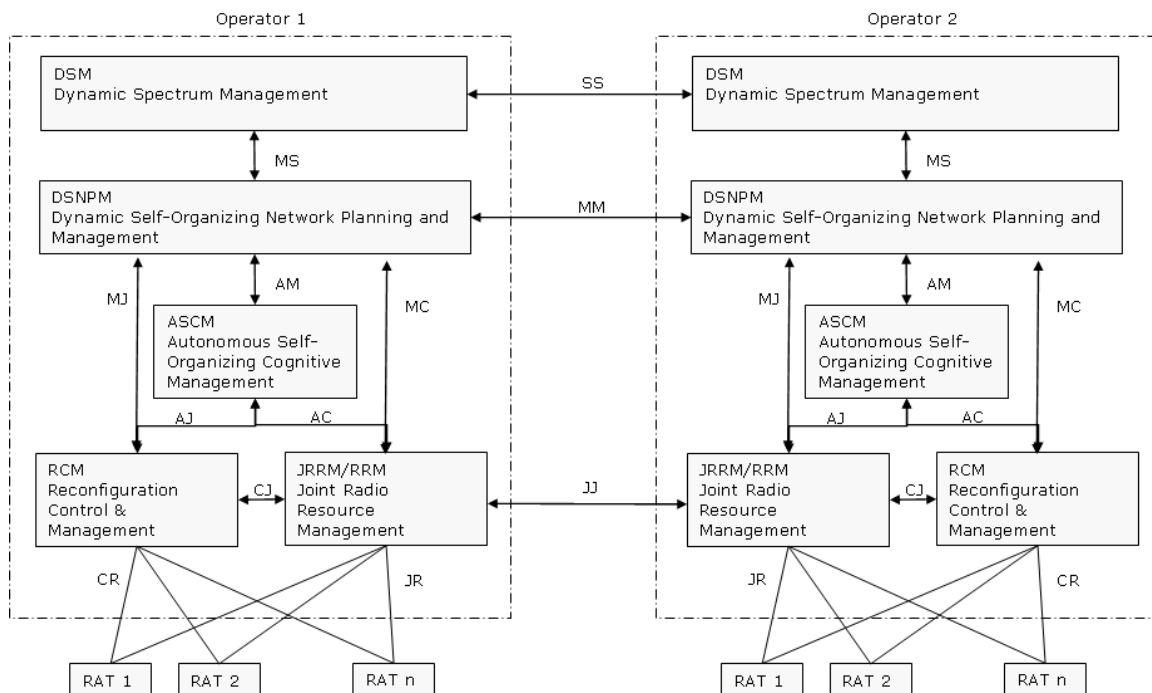 Operator 1
Operator 2
DSM
Dynamic Spectrum Management
SS
DSM
Dynamic Spectrum Management
MS
MS
DSNPM
Dynamic Self-Organizing Network Planning and
Management
MM
DSNPM
Dynamic Self-Organizing Network Planning and
Management
MJ
AM
MC
MJ
AM
MC
ASCM
Autonomous Self-
Organizing Cognitive
Management
ASCM
Autonomous Self-
Organizing Cognitive
Management
AJ
AC
AJ
AC
RCM
Reconfiguration
Control &
Management
CJ
JRRM/RRM
Joint Radio
Resource
Management
JJ
JRRM/RRM
Joint Radio
Resource
Management
CJ
RCM
Reconfiguration
Control &
Management
CR
JR
JR
CR
RAT 1
RAT 2
RAT n
RAT 1
RAT 2
RAT n